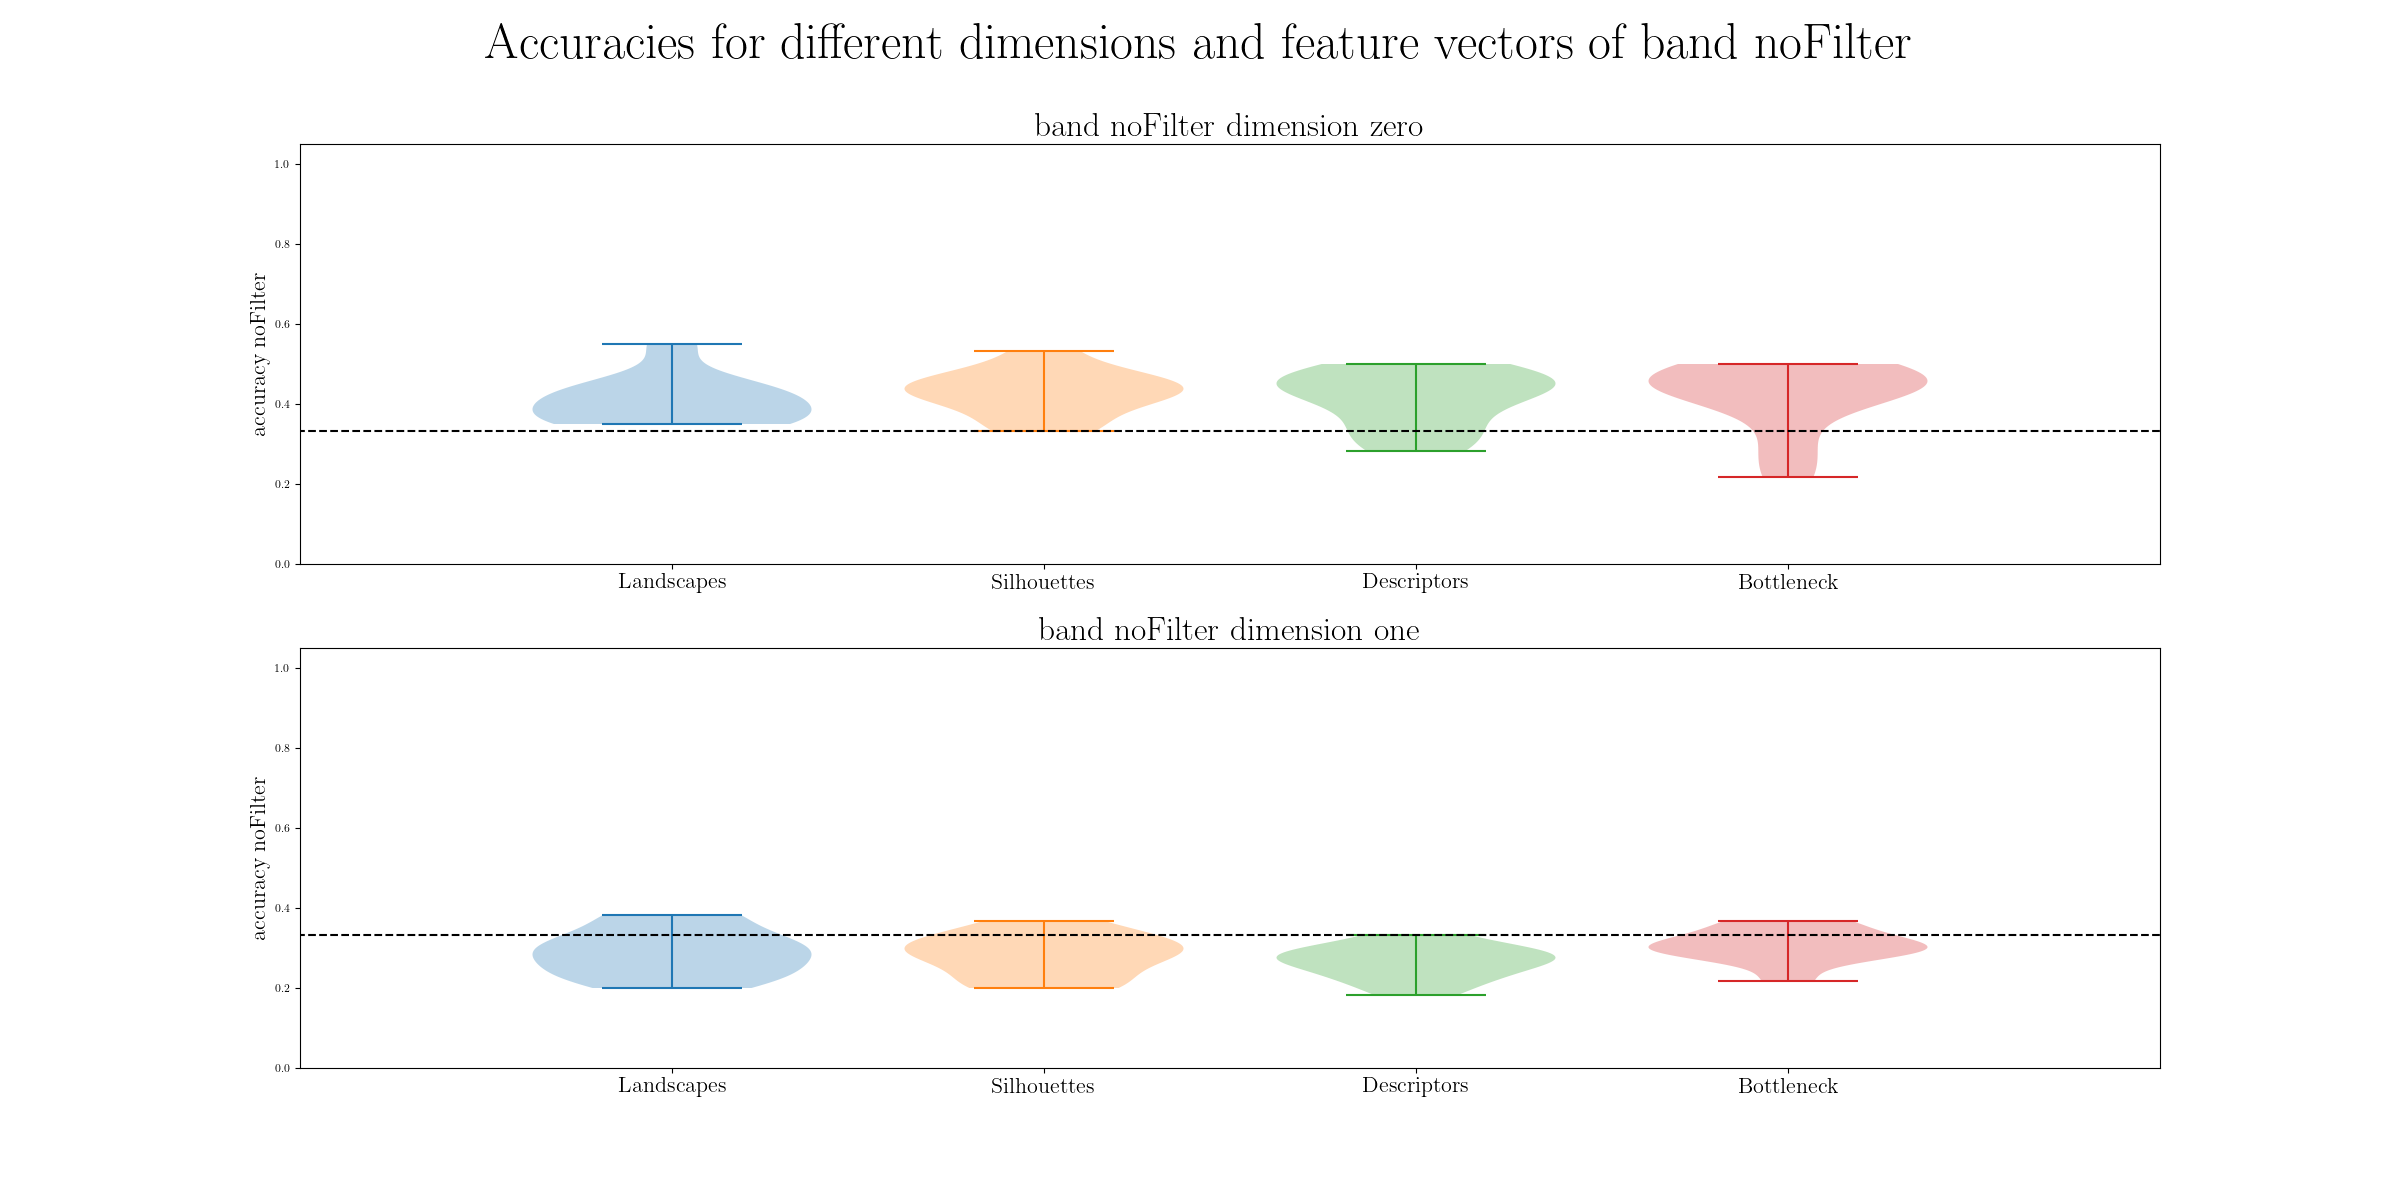 Accuracies for different dimensions and feature vectors of band noFilter
band noFilter dimension zero
accuracy noFilter
1.0
0.8
0.6
0.4
0.2
0.0
Landscapes Silhouettes Descriptors Bottleneck
band noFilter dimension one
accuracy noFilter
1.0
0.8
0.6
0.4
0.2
0.0
Landscapes Silhouettes Descriptors Bottleneck